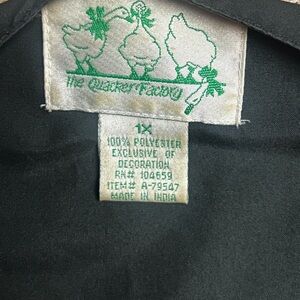 the Quacker Factory
1X
100% POLYESTER
EXCLUSIVE OF
DECORATION
RN# 104659
ITEM# A-79547
MADE IN INDIA